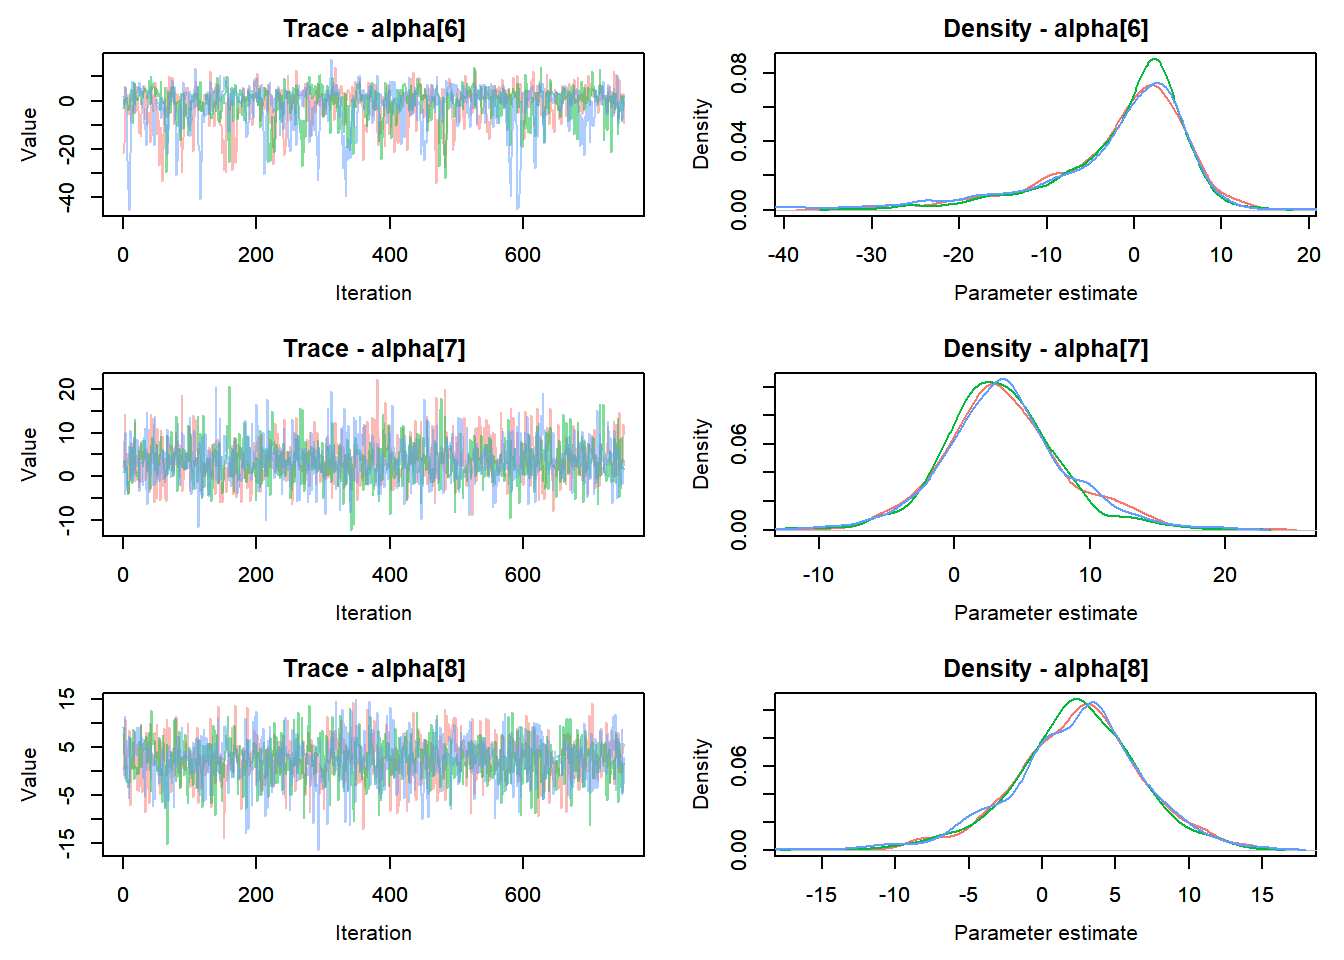 Trace - alpha[6]
Value
0
-20
-40
0 200 400 600
Iteration
Density - alpha[6]
Density
0.08
0.04
0.00
-40 -30 -20 -10 0 10 20
Parameter estimate
Trace - alpha[7]
Value
20
10
0
-10
0 200 400 600
Iteration
Density - alpha[7]
Density
0.06
0.00
-10 0 10 20
Parameter estimate
Trace - alpha[8]
Value
15
5
-5
-15
0 200 400 600
Iteration
Density - alpha[8]
Density
0.06
0.00
-15 -10 -5 0 5 10 15
Parameter estimate